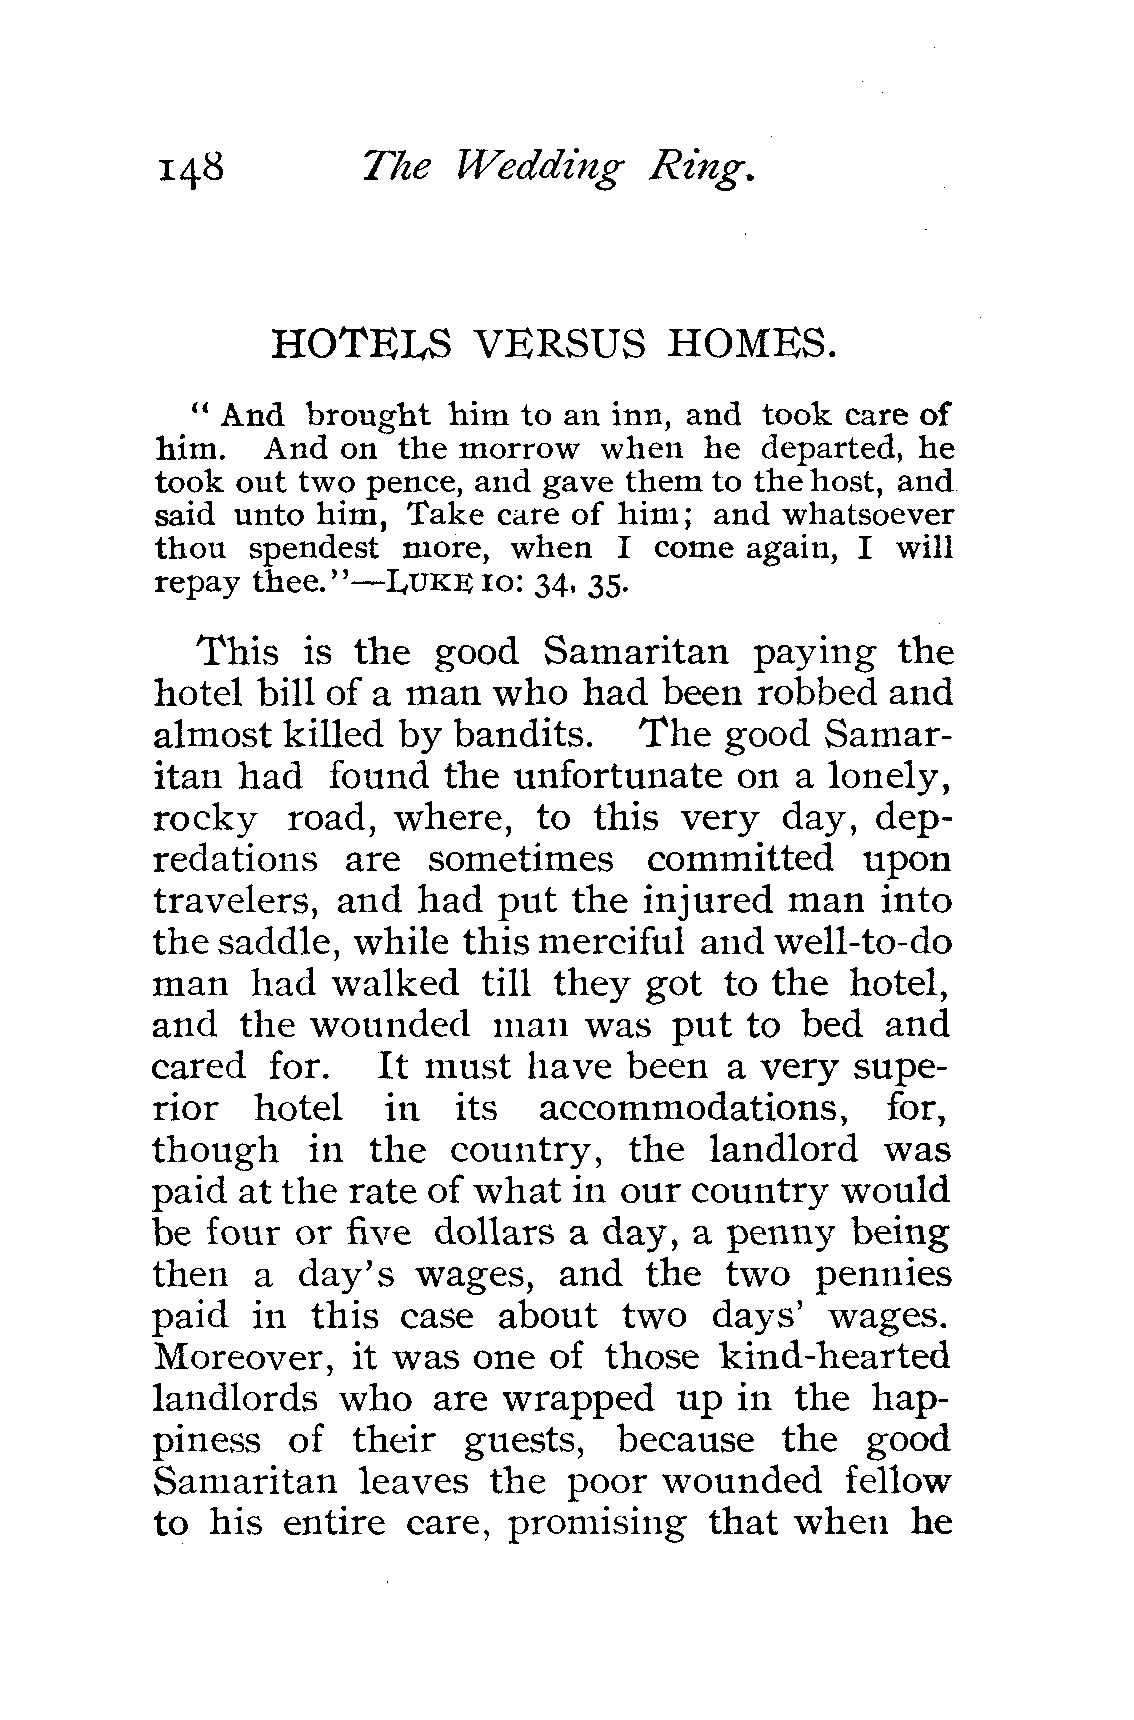 148 The Wedding Ring.
HOTELS VERSUS HOMES.
" And brought him to an inn, and took care of
him. And on the morrow when he departed, he
took out two pence, and gave them to the host, and
said unto him, Take care of him; and whatsoever
thou spendest more, when I come again, I will
repay thee."—LUKE 10: 34, 35.
This is the good Samaritan paying the
hotel bill of a man who had been robbed and
almost killed by bandits. The good Samar-
itan had found the unfortunate on a lonely,
rocky road, where, to this very day, dep-
redations are sometimes committed upon
travelers, and had put the injured man into
the saddle, while this merciful and well-to-do
man had walked till they got to the hotel,
and the wounded man was put to bed and
cared for. It must have been a very supe-
rior hotel in its accommodations, for,
though in the country, the landlord was
paid at the rate of what in our country would
be four or five dollars a day, a penny being
then a day's wages, and the two pennies
paid in this case about two days' wages.
Moreover, it was one of those kind-hearted
landlords who are wrapped up in the hap-
piness of their guests, because the good
Samaritan leaves the poor wounded fellow
to his entire care, promising that when he